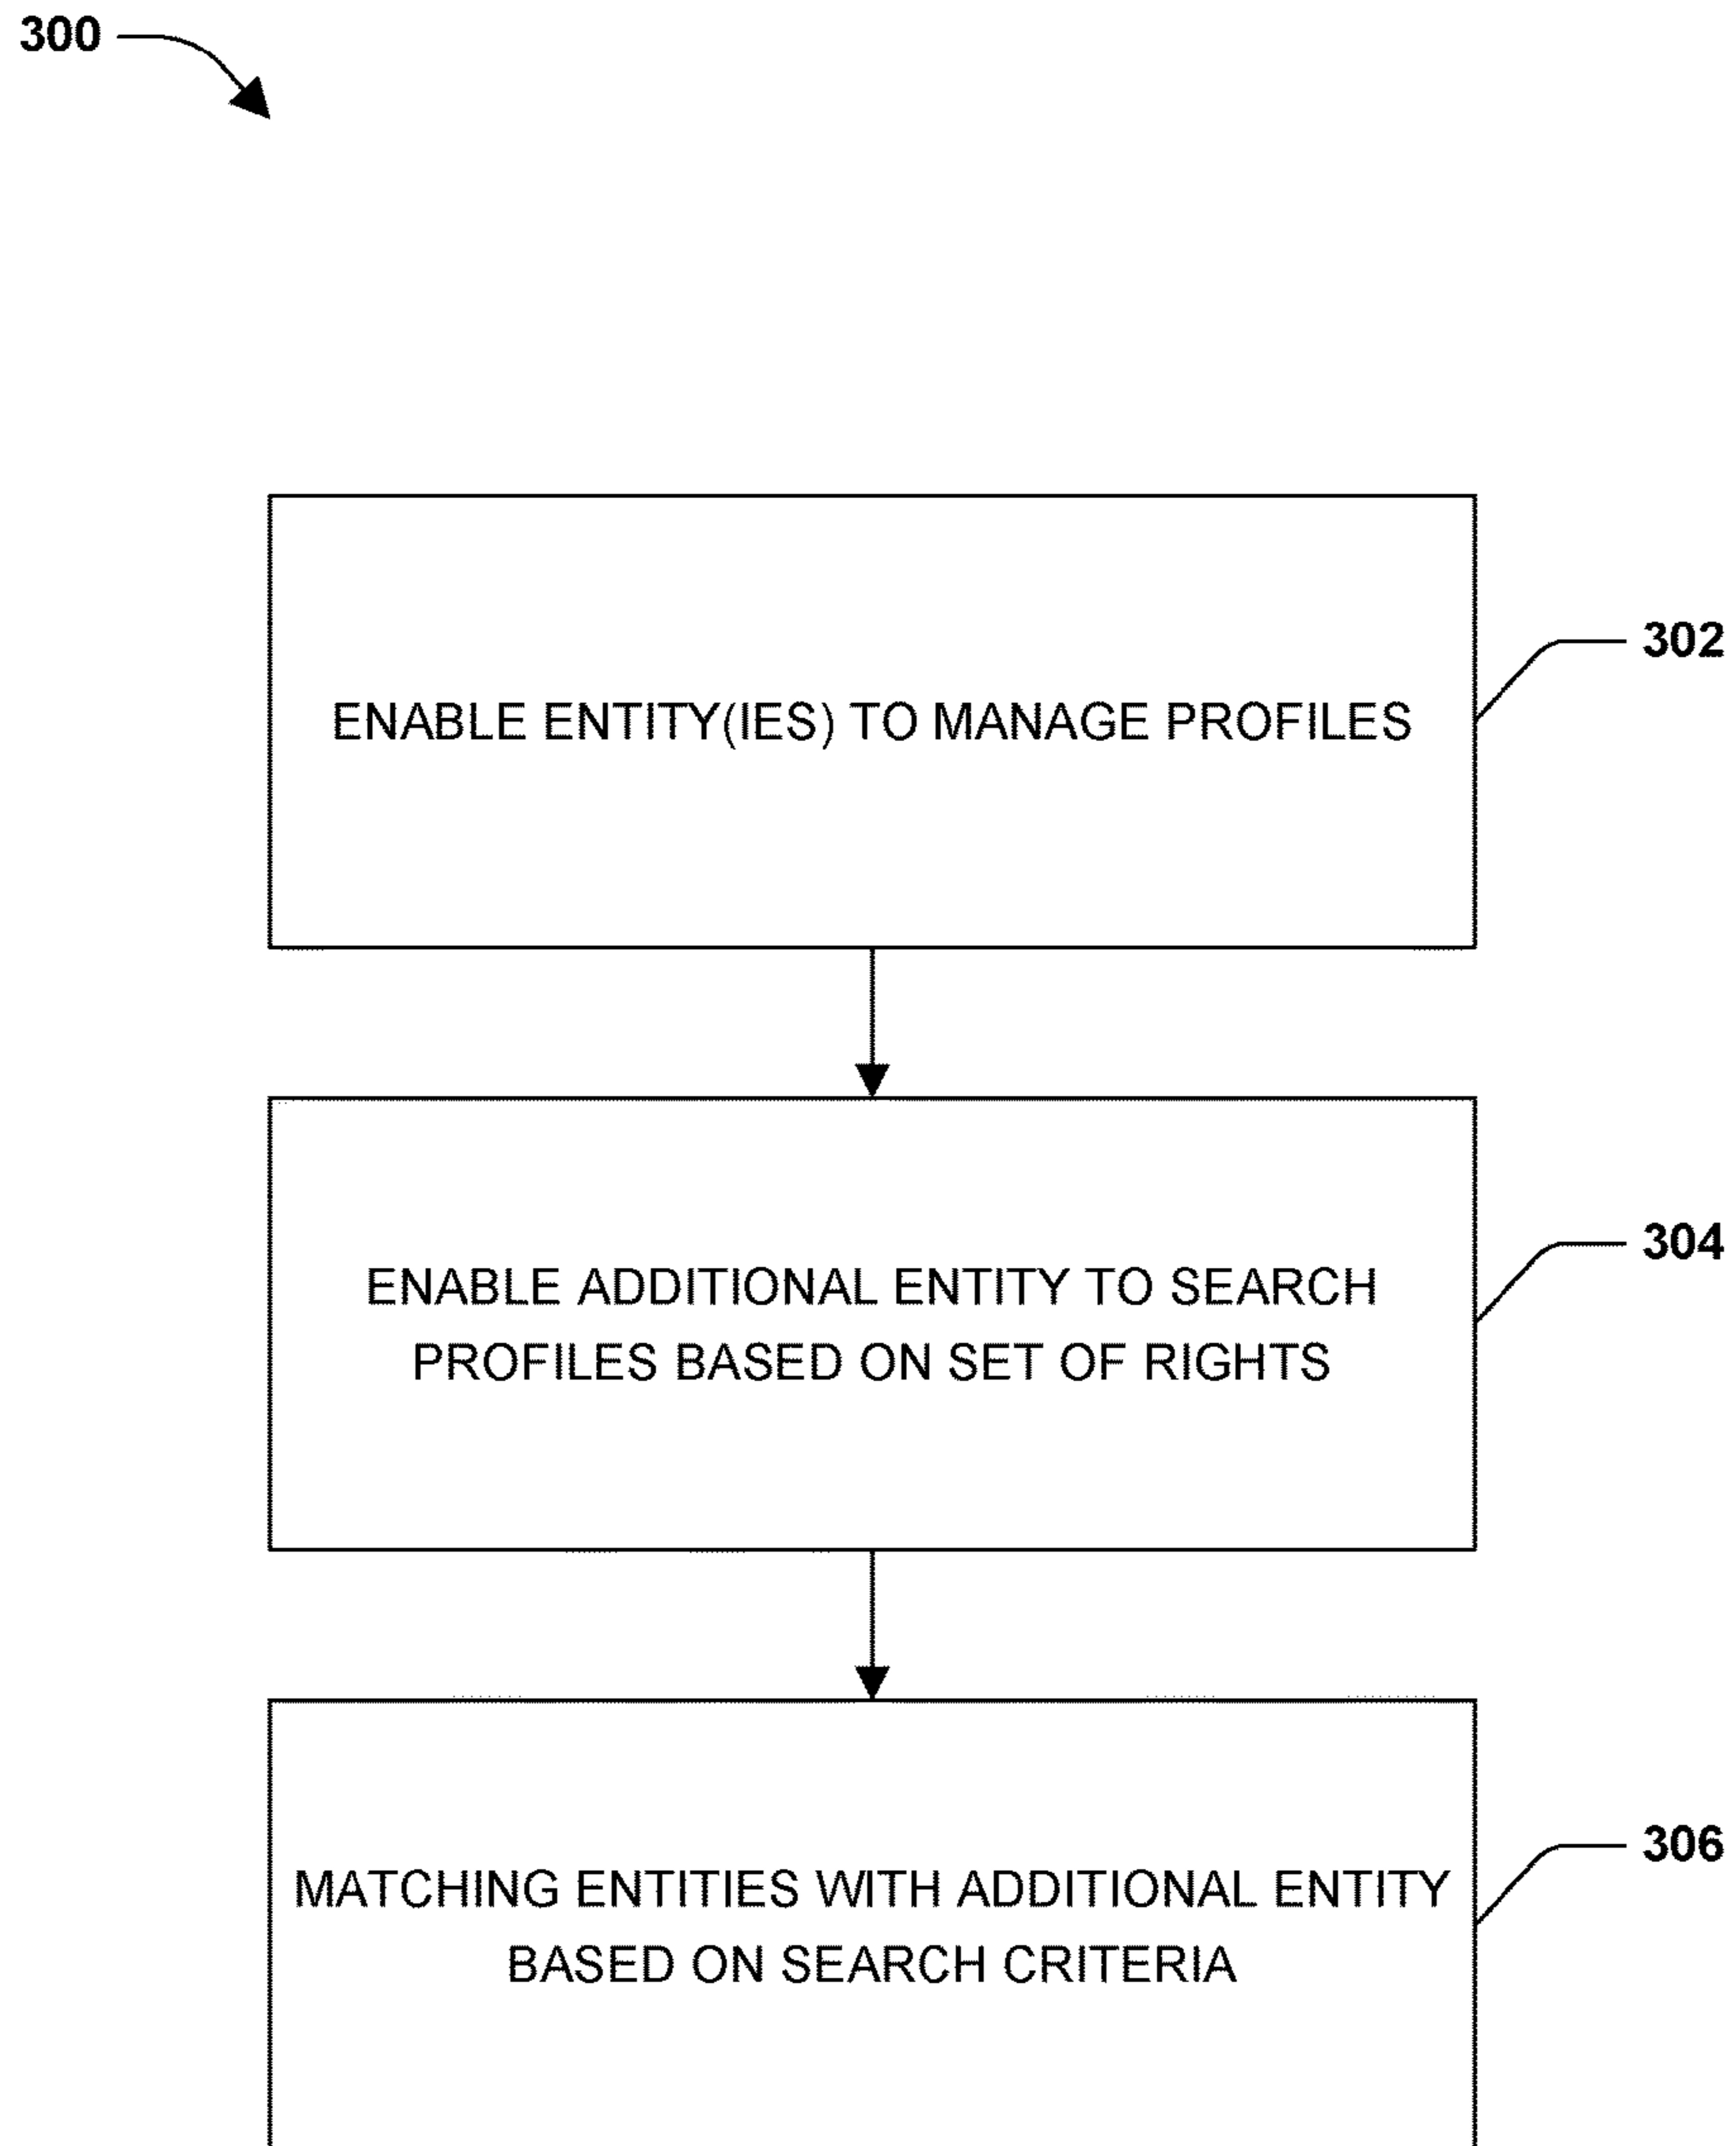 300
302
ENABLE ENTITY(IES) TO MANAGE PROFILES
304
ENABLE ADDITIONAL ENTITY TO SEARCH
PROFILES BASED ON SET OF RIGHTS
306
MATCHING ENTITIES WITH ADDITIONAL ENTITY
BASED ON SEARCH CRITERIA